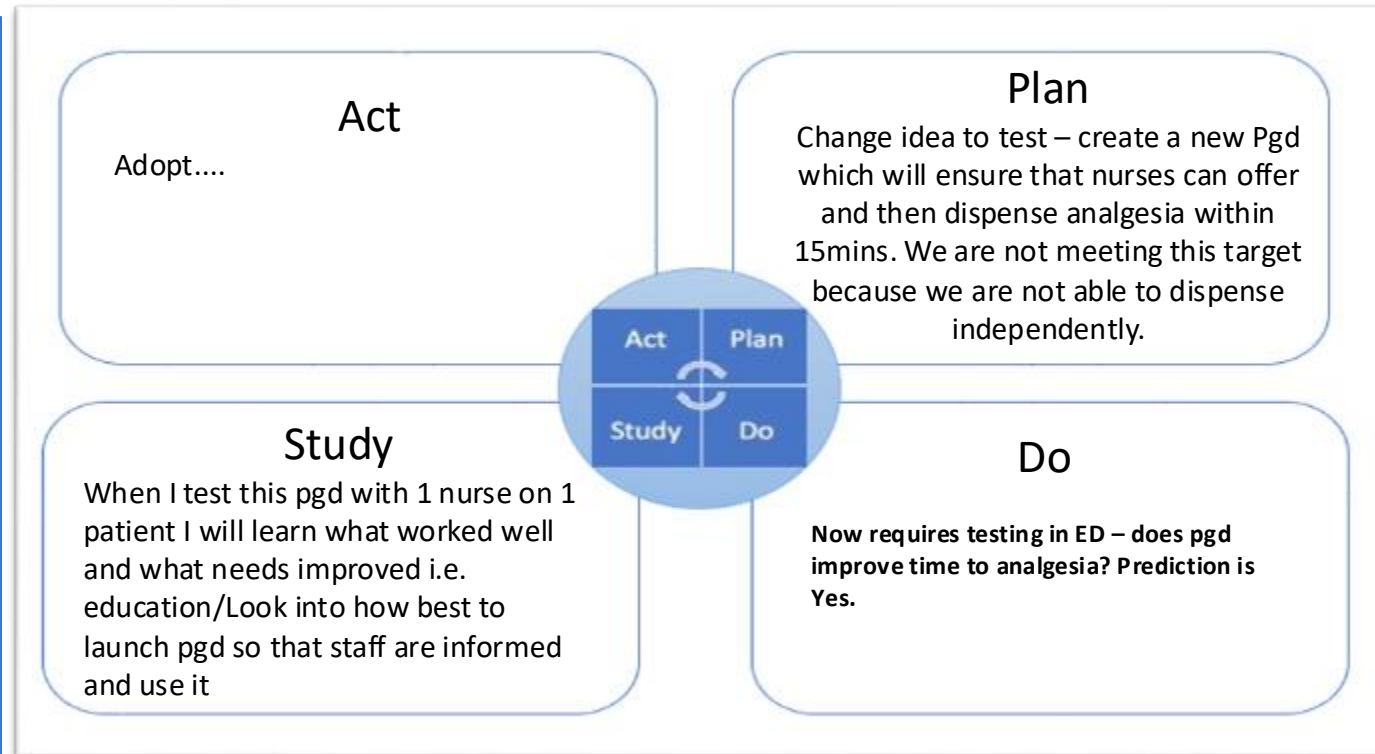 Act
Adopt....
Plan
Change idea to test – create a new Pgd
which will ensure that nurses can offer
and then dispense analgesia within
15mins. We are not meeting this target
because we are not able to dispense
independently.
Act
Plan
Study
Do
Study
When I test this pgd with 1 nurse on 1
patient I will learn what worked well
and what needs improved i.e.
education/Look into how best to
launch pgd so that staff are informed
and use it
Do
Now requires testing in ED – does pgd
improve time to analgesia? Prediction is
Yes.